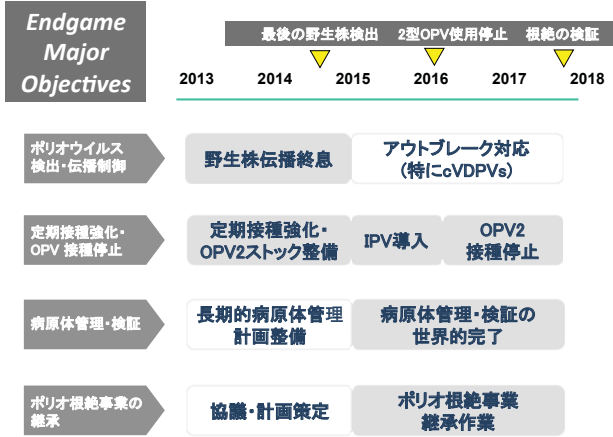 Endgame
Major
Objectives
最後の野生株検出 2型OPV使用停止 根絶の検証
2013 2014 2015 2016 2017 2018
ポリオウイルス
検出・伝播制御
野生株伝播終息
アウトブレーク対応
(特にcVDPVs)
定期接種強化・
OPV 接種停止
定期接種強化・
OPV2ストック整備
IPV導入
OPV2
接種停止
病原体管理・検証
長期的病原体管理
計画整備
病原体管理・検証の
世界的完了
ポリオ根絶事業の
継承
協議・計画策定
ポリオ根絶事業
継承作業